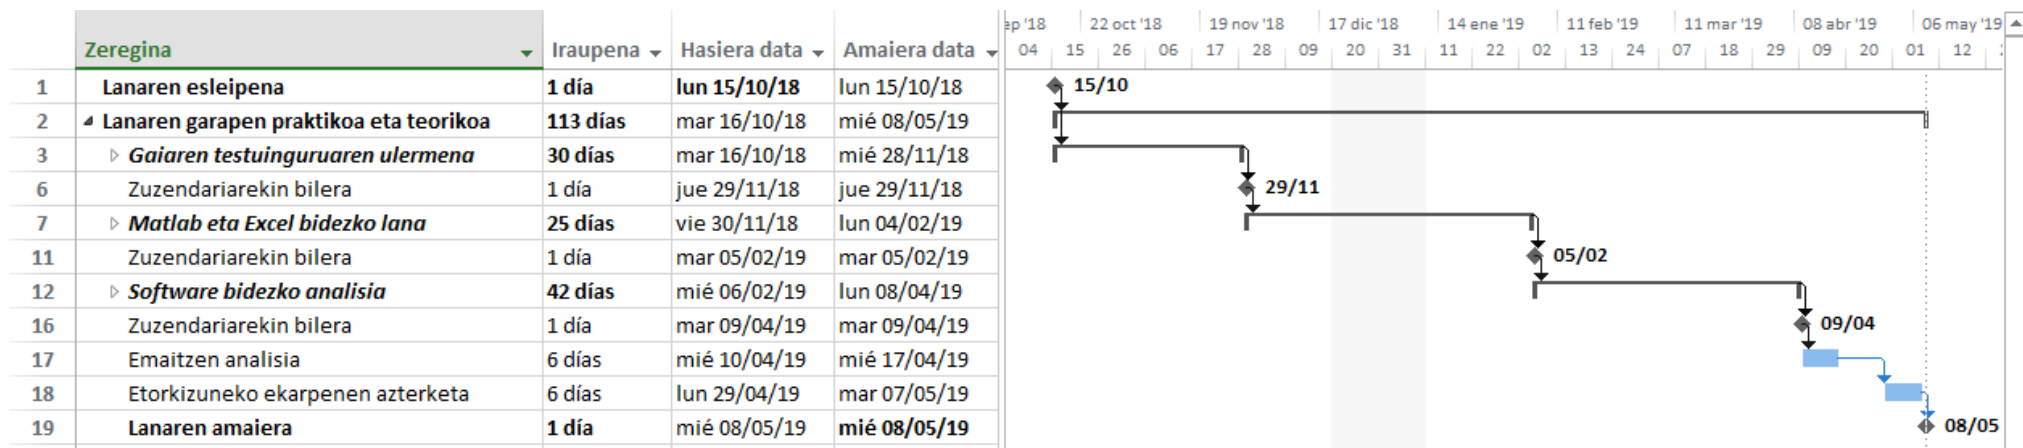 ep '18 22 oct '18 19 nov '18 17 dic '18 14 ene '19 11 feb '19 11 mar '19 08 abr '19 06 may '19
Zeregina Iraupena Hasiera data Amaiera data 04 15 26 06 17 28 09 20 31 11 22 02 13 24 07 18 29 09 20 01 12
1 Lanaren esleipena 1 día lun 15/10/18 lun 15/10/18 15/10
2 Lanaren garapen praktikoa eta teorikoa 113 días mar 16/10/18 mié 08/05/19
3 Gaiaren testuinguruaren ulermena 30 días mar 16/10/18 mié 28/11/18
6 Zuzendariarekin bilera 1 día jue 29/11/18 jue 29/11/18 29/11
7 Matlab eta Excel bidezko lana 25 días vie 30/11/18 lun 04/02/19
11 Zuzendariarekin bilera 1 día mar 05/02/19 mar 05/02/19 05/02
12 Software bidezko analisia 42 días mié 06/02/19 lun 08/04/19
16 Zuzendariarekin bilera 1 día mar 09/04/19 mar 09/04/19 09/04
17 Emaitzen analisia 6 días mié 10/04/19 mié 17/04/19
18 Etorkizuneko ekarpenen azterketa 6 días lun 29/04/19 mar 07/05/19
19 Lanaren amaiera 1 día mié 08/05/19 mié 08/05/19 08/05